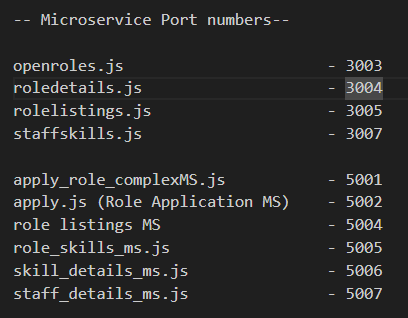 -- Microservice Port numbers--
openroles.js - 3003
roledetails.js - 3004
rolelistings.js - 3005
staffskills.js - 3007
apply_role_complexMS.js - 5001
apply.js (Role Application MS) - 5002
role listings MS - 5004
role_skills_ms.js - 5005
skill_details_ms.js - 5006
staff_details_ms.js - 5007